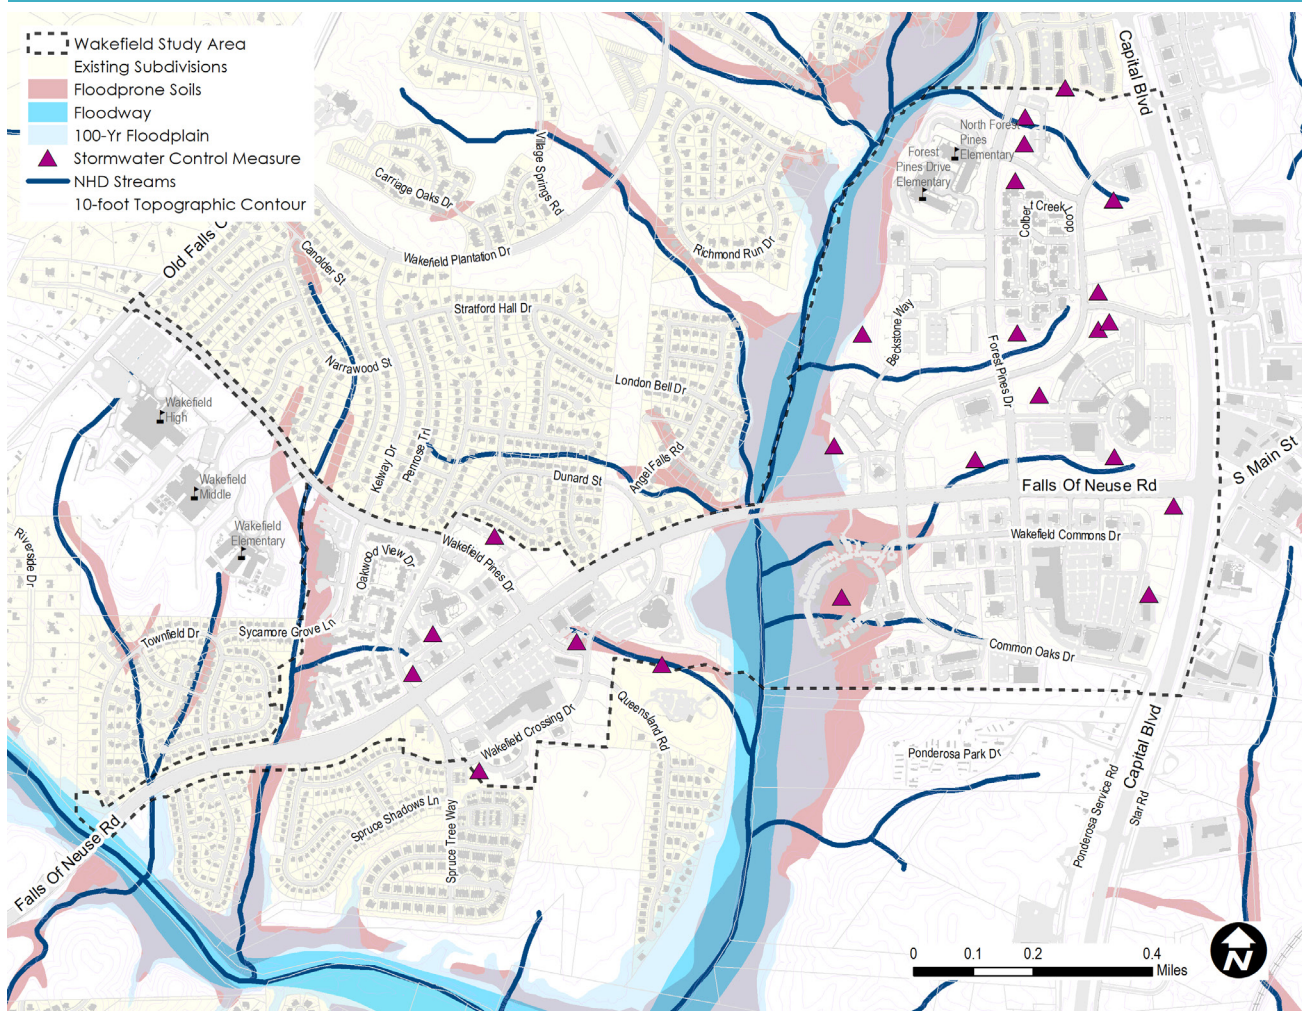 Wakefield Study Area
Existing Subdivisions
Floodprone Soils
Floodway
100-Yr Floodplain
Stormwater Control Measure
NHD Streams
10-foot Topographic Contour
Capital Blvd
North Forest
Pines
Elementary
Forest
Pines Drive
Elementary
Village Springs Rd
Carriage Oaks Dr
Colbert Creek Loop
Old Falls
Canolder St
Wakefield Plantation Dr
Richmond Run Dr
Stratford Hall Dr
Beckstone Way
Narrawood St
London Bell Dr
Forest Pines Dr
Wakefield
High
Kelway Dr
Penrose Trl
Angel Falls Rd
S Main St
Dunard St
Wakefield
Middle
Falls Of Neuse Rd
Wakefield
Elementary
Riverside Dr
Oakwood View Dr
Wakefield Pines Dr
Wakefield Commons Dr
Townfield Dr
Sycamore Grove Ln
Common Oaks Dr
Queensland Rd
Wakefield Crossing Dr
Ponderosa Park Dr
Capital Blvd
Ponderosa Service Rd
Star Rd
Spruce Shadows Ln
Spruce Tree Way
Falls Of Neuse Rd
0 0.1 0.2 0.4
Miles
N